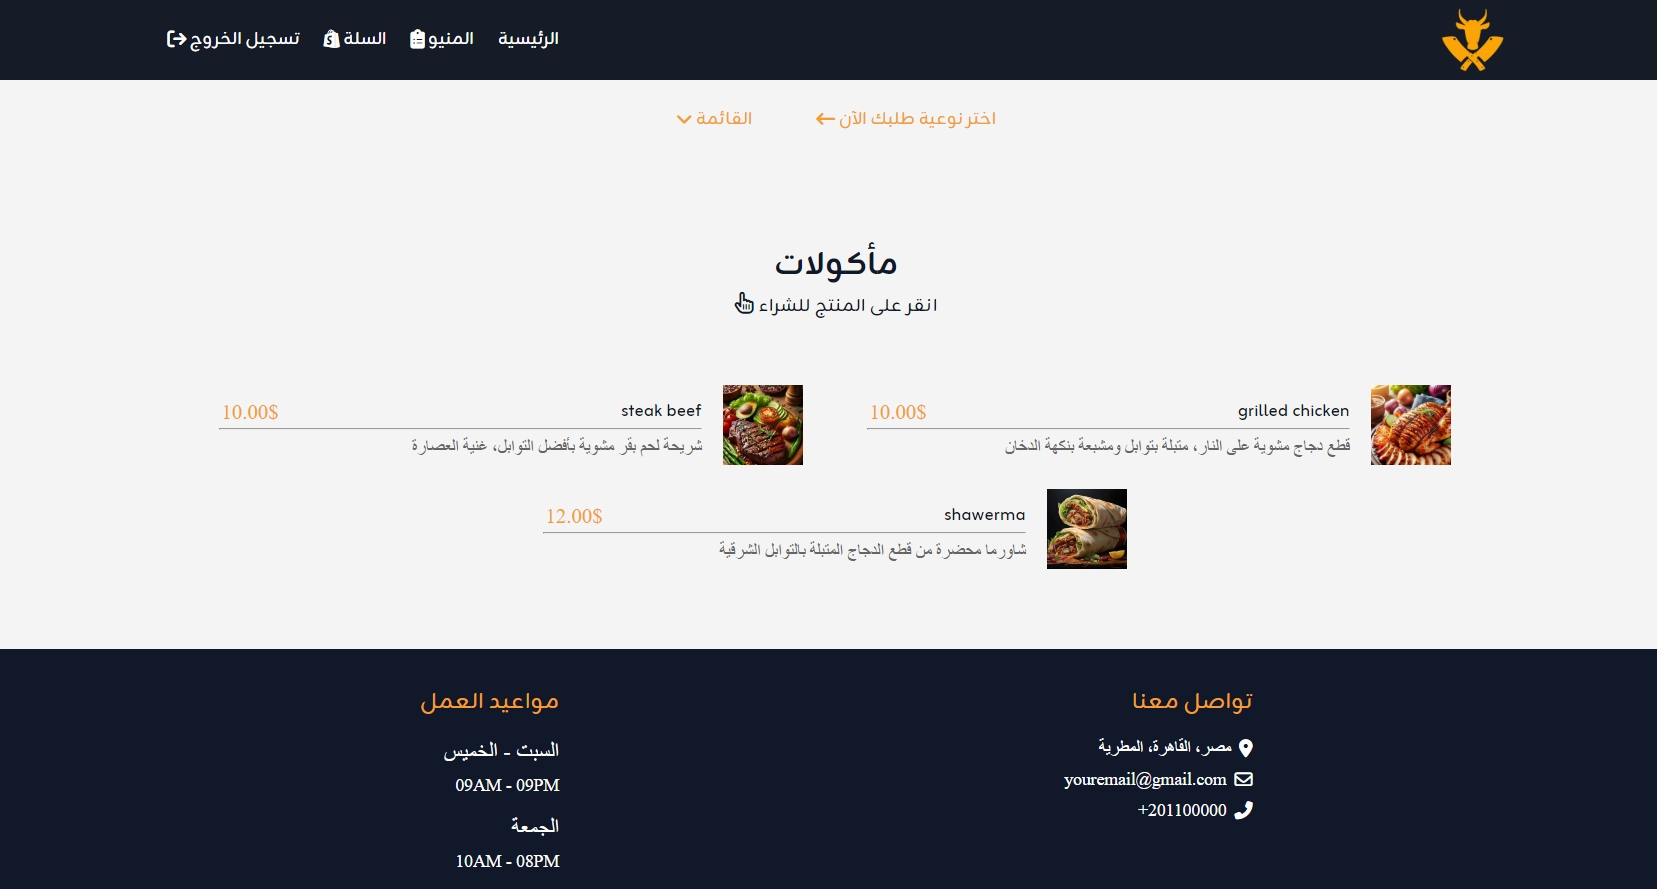 الرئيسية
المنيو
السلة
تسجيل الخروج
اختر نوعية طلبك الآن
القائمة
مأكولات
انقر على المنتج للشراء
grilled chicken
10.00$
قطع دجاج مشوية على النار، متبلة بتوابل ومشبعة بنكهة الدخان
steak beef
10.00$
شريحة لحم بقر مشوية بأفضل التوابل، غنية العصارة
shawerma
12.00$
شاورما محضرة من قطع الدجاج المتبلة بالتوابل الشرقية
تواصل معنا
مصر، القاهرة، المطرية
youremail@gmail.com
+201100000
مواعيد العمل
السبت - الخميس
09AM - 09PM
الجمعة
10AM - 08PM